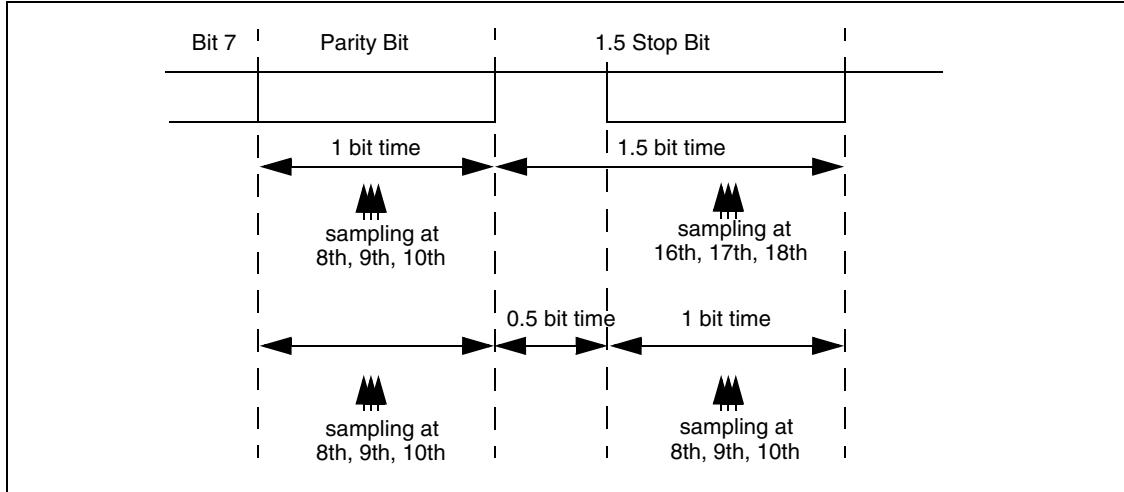 Bit 7 Parity Bit 1.5 Stop Bit
1 bit time 1.5 bit time
sampling at
8th, 9th, 10th
sampling at
16th, 17th, 18th
0.5 bit time 1 bit time
sampling at
8th, 9th, 10th
sampling at
8th, 9th, 10th